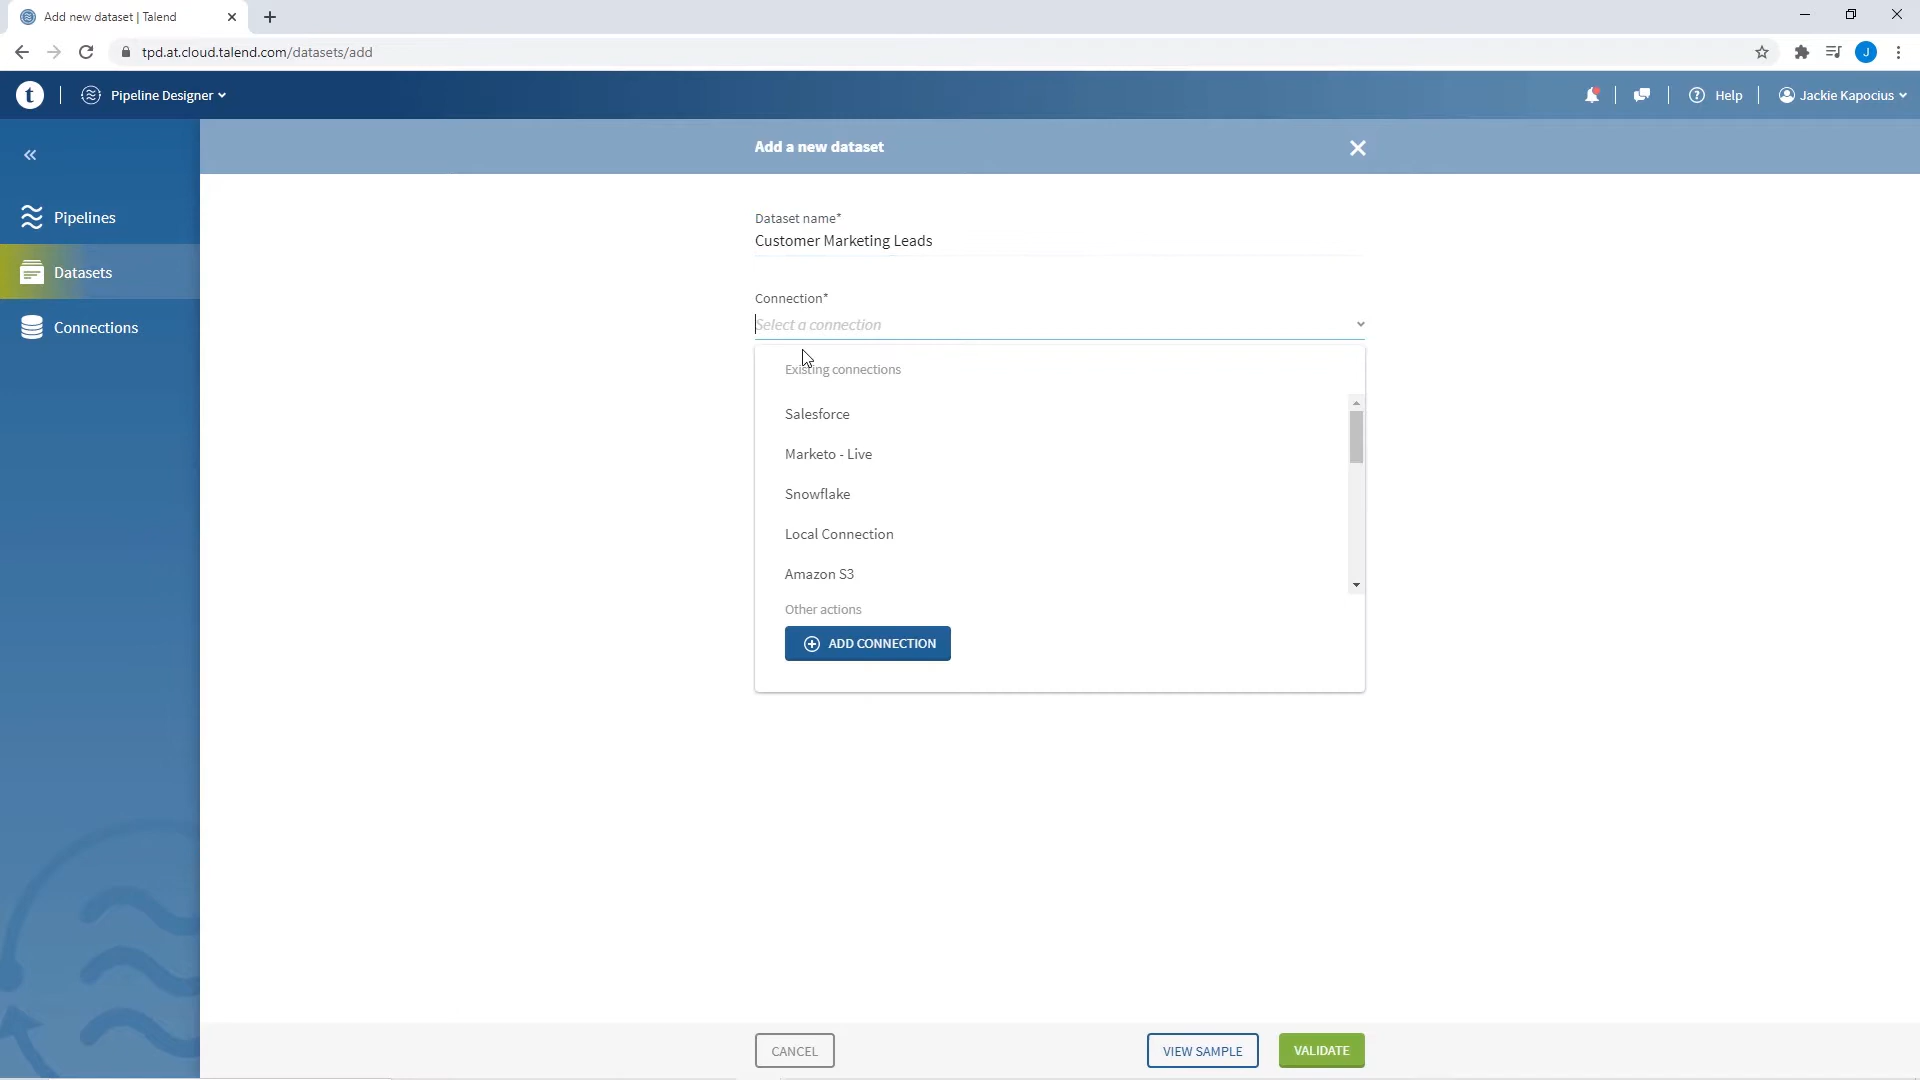 Add new dataset | Talend
tpd.at.cloud.talend.com/datasets/add
J
t
Pipeline Designer
Help
Jackie Kapocius
Add a new dataset
Pipelines
Datasets
Connections
Dataset name*
Customer Marketing Leads
Connection*
Select a connection
Existing connections
Salesforce
Marketo - Live
Snowflake
Local Connection
Amazon S3
Other actions
ADD CONNECTION
CANCEL
VIEW SAMPLE
VALIDATE